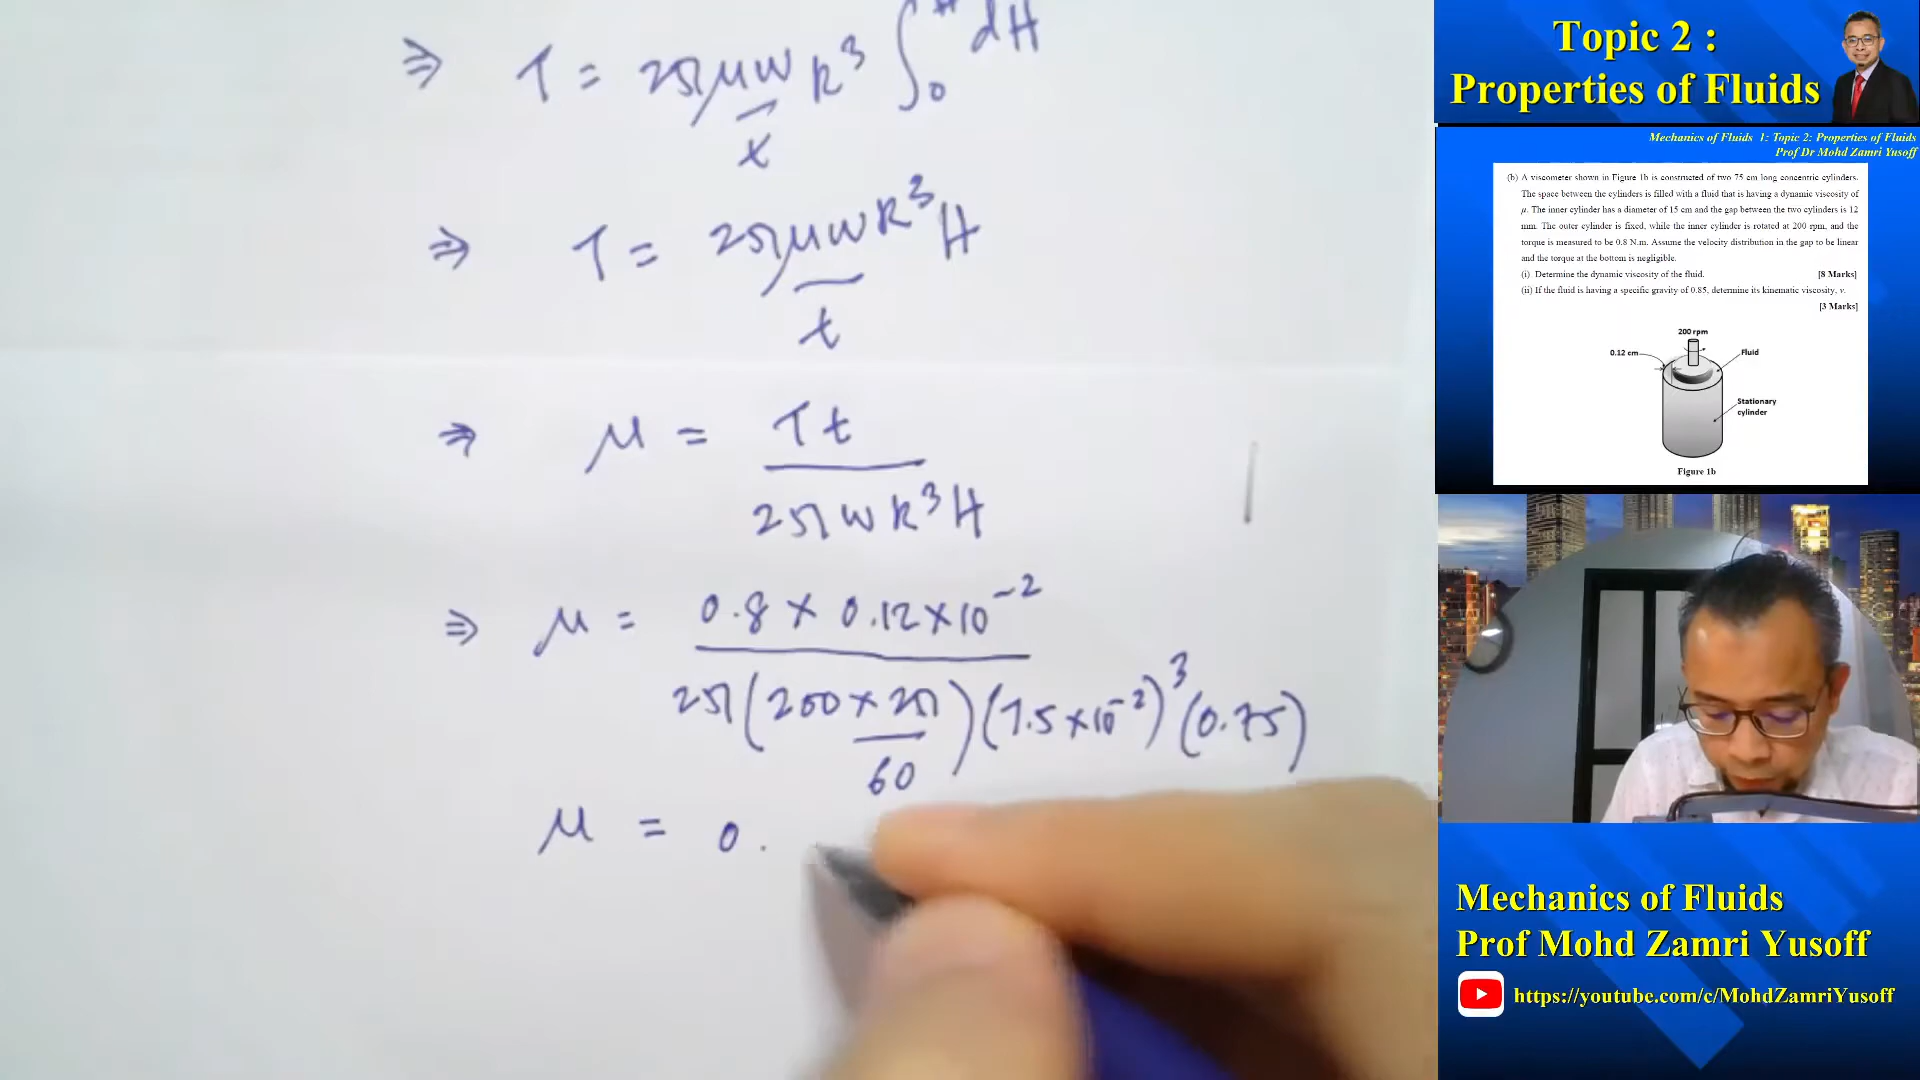 ⇒ T = 2πμω R³ ∫₀ᴴ dH
t
⇒ T = 2πμωR³H
t
⇒ μ = Tt
2πωR³H
⇒ μ = 0.8 × 0.12×10⁻²
2π(200 × 2π)(7.5×10⁻²)³(0.75)
60
μ = 0.
Topic 2 :
Properties of Fluids
Mechanics of Fluids 1: Topic 2: Properties of Fluids
Prof Dr Mohd Zamri Yusoff
(b) A viscometer shown in Figure 1b is constructed of two 75 cm long concentric cylinders.
The space between the cylinders is filled with a fluid that is having a dynamic viscosity of
μ. The inner cylinder has a diameter of 15 cm and the gap between the two cylinders is 12
mm. The outer cylinder is fixed, while the inner cylinder is rotated at 200 rpm, and the
torque is measured to be 0.8 N.m. Assume the velocity distribution in the gap to be linear
and the torque at the bottom is negligible.
(i) Determine the dynamic viscosity of the fluid. [8 Marks]
(ii) If the fluid is having a specific gravity of 0.85, determine its kinematic viscosity, ν.
[3 Marks]
200 rpm
0.12 cm
Fluid
Stationary
cylinder
Figure 1b
Mechanics of Fluids
Prof Mohd Zamri Yusoff
https://youtube.com/c/MohdZamriYusoff